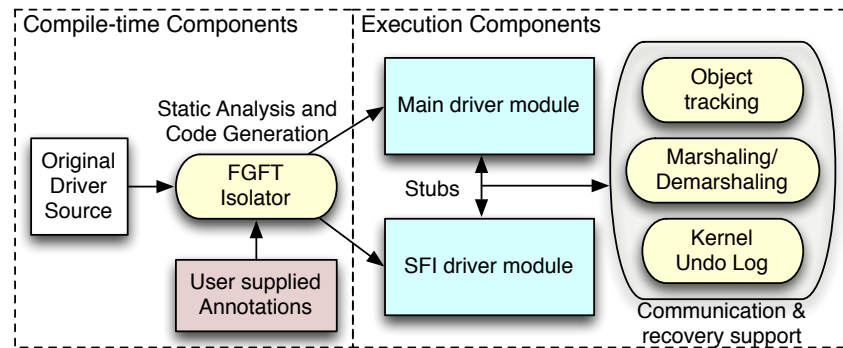 Compile-time Components
Execution Components
Static Analysis and
Code Generation
Original
Driver
Source
FGFT
Isolator
User supplied
Annotations
Main driver module
Stubs
SFI driver module
Object
tracking
Marshaling/
Demarshaling
Kernel
Undo Log
Communication &
recovery support